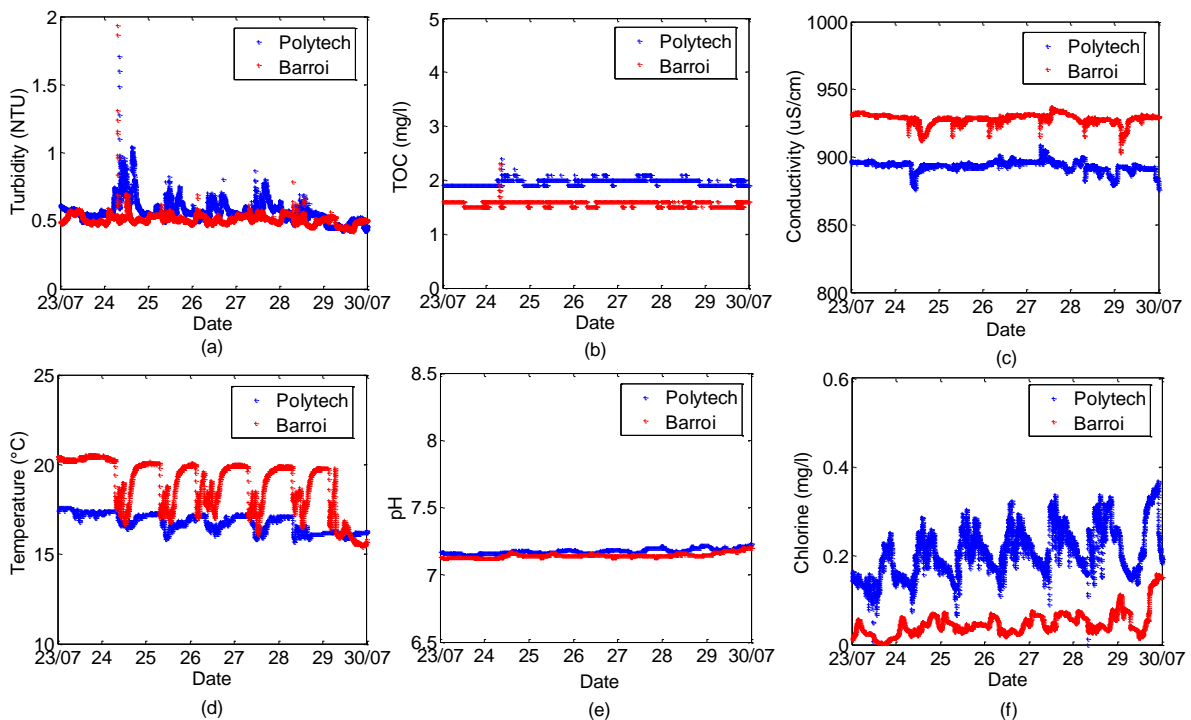 Turbidity (NTU)
2
1.5
1
0.5
0
23/07 24 25 26 27 28 29 30/07
Date
Polytech
Barroi
(a)
TOC (mg/l)
5
4
3
2
1
0
23/07 24 25 26 27 28 29 30/07
Date
Polytech
Barroi
(b)
Conductivity (uS/cm)
1000
950
900
850
800
23/07 24 25 26 27 28 29 30/07
Date
Polytech
Barroi
(c)
Temperature (°C)
25
20
15
10
23/07 24 25 26 27 28 29 30/07
Date
Polytech
Barroi
(d)
pH
8.5
8
7.5
7
6.5
23/07 24 25 26 27 28 29 30/07
Date
Polytech
Barroi
(e)
Chlorine (mg/l)
0.6
0.4
0.2
0
23/07 24 25 26 27 28 29 30/07
Date
Polytech
Barroi
(f)